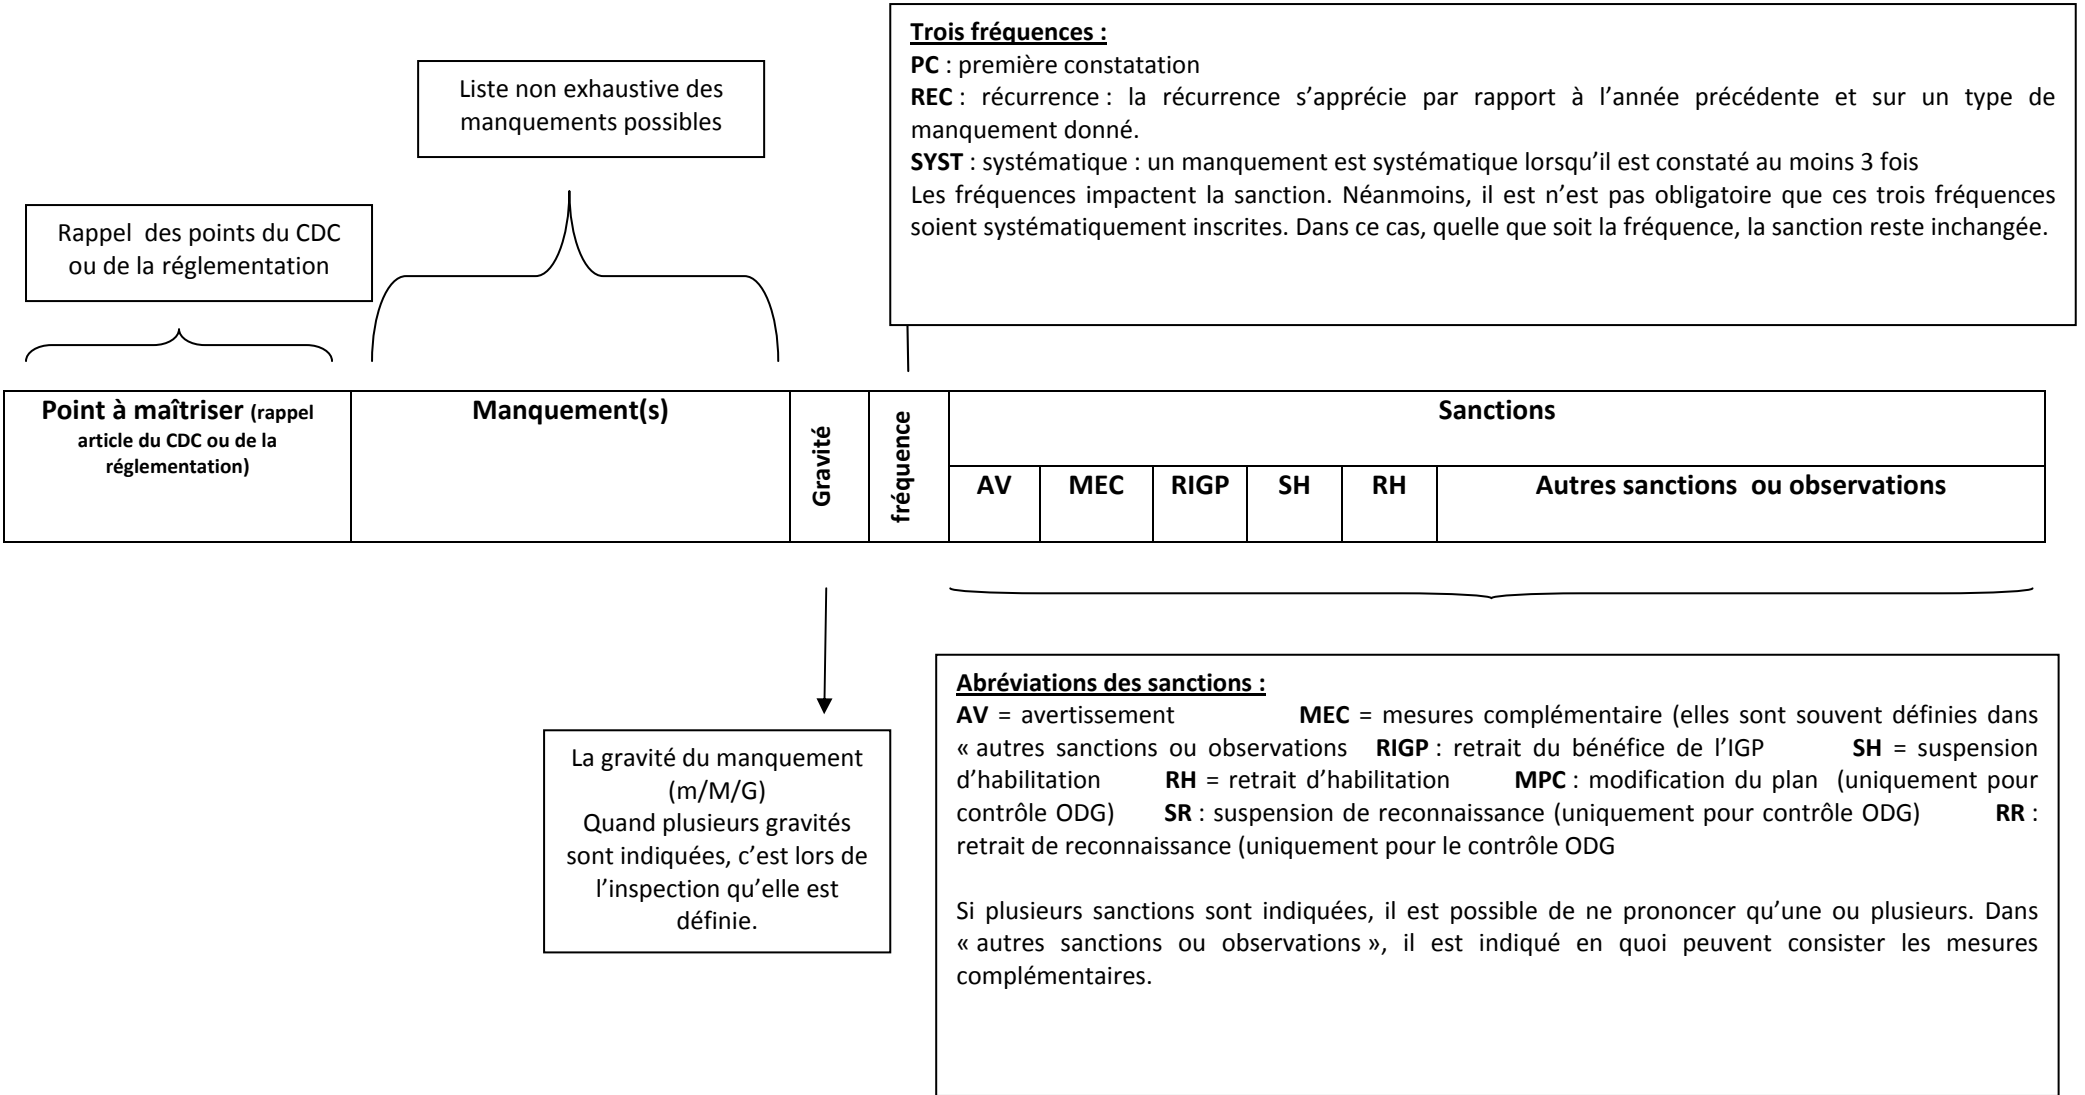 Trois fréquences :
PC : première constatation
REC : récurrence : la récurrence s’apprécie par rapport à l’année précédente et sur un type de
manquement donné.
SYST : systématique : un manquement est systématique lorsqu’il est constaté au moins 3 fois
Les fréquences impactent la sanction. Néanmoins, il est n’est pas obligatoire que ces trois fréquences
soient systématiquement inscrites. Dans ce cas, quelle que soit la fréquence, la sanction reste inchangée.
Liste non exhaustive des
manquements possibles
Rappel des points du CDC
ou de la réglementation
Point à maîtriser (rappel
article du CDC ou de la
réglementation)
Manquement(s)
Gravité
fréquence
Sanctions
AV MEC RIGP SH RH Autres sanctions ou observations
La gravité du manquement
(m/M/G)
Quand plusieurs gravités
sont indiquées, c’est lors de
l’inspection qu’elle est
définie.
Abréviations des sanctions :
AV = avertissement MEC = mesures complémentaire (elles sont souvent définies dans
« autres sanctions ou observations RIGP : retrait du bénéfice de l’IGP SH = suspension
d’habilitation RH = retrait d’habilitation MPC : modification du plan (uniquement pour
contrôle ODG) SR : suspension de reconnaissance (uniquement pour contrôle ODG) RR :
retrait de reconnaissance (uniquement pour le contrôle ODG
Si plusieurs sanctions sont indiquées, il est possible de ne prononcer qu’une ou plusieurs. Dans
« autres sanctions ou observations », il est indiqué en quoi peuvent consister les mesures
complémentaires.